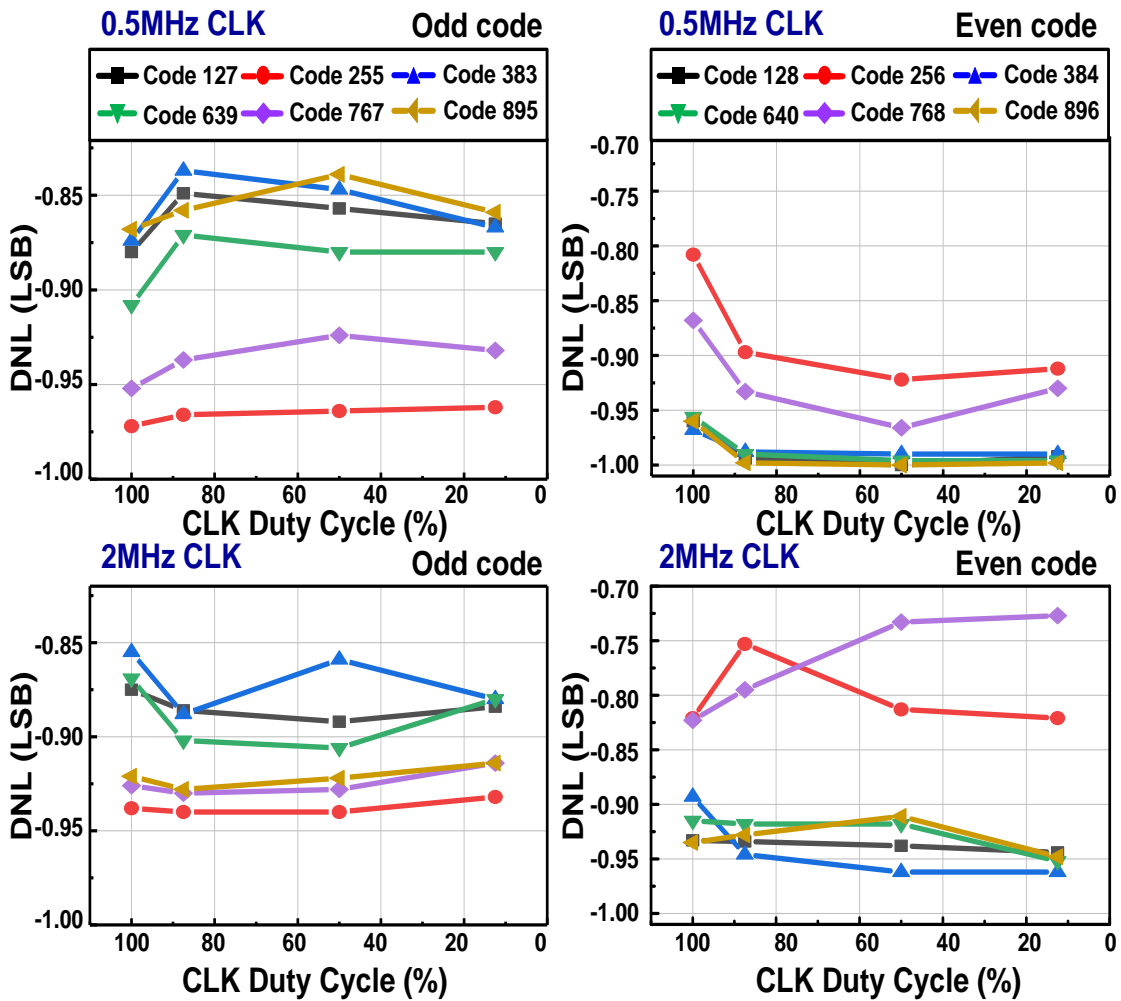 0.5MHz CLK Odd code
Code 127 Code 255 Code 383
Code 639 Code 767 Code 895
DNL (LSB)
-0.85
-0.90
-0.95
-1.00
100 80 60 40 20 0
CLK Duty Cycle (%)
0.5MHz CLK Even code
Code 128 Code 256 Code 384
Code 640 Code 768 Code 896
DNL (LSB)
-0.70
-0.75
-0.80
-0.85
-0.90
-0.95
-1.00
100 80 60 40 20 0
CLK Duty Cycle (%)
2MHz CLK Odd code
DNL (LSB)
-0.85
-0.90
-0.95
-1.00
100 80 60 40 20 0
CLK Duty Cycle (%)
2MHz CLK Even code
DNL (LSB)
-0.70
-0.75
-0.80
-0.85
-0.90
-0.95
-1.00
100 80 60 40 20 0
CLK Duty Cycle (%)